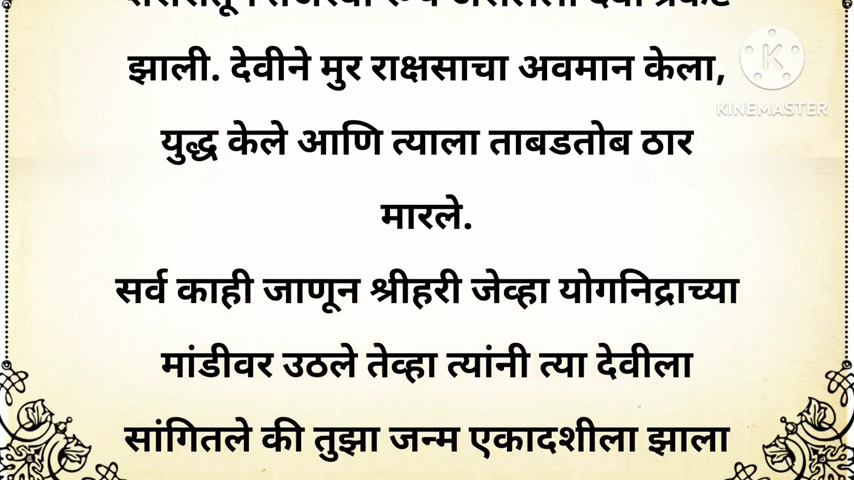 झाली. देवीने मुर राक्षसाचा अवमान केला,
युद्ध केले आणि त्याला ताबडतोब ठार
मारले.
सर्व काही जाणून श्रीहरी जेव्हा योगनिद्राच्या
मांडीवर उठले तेव्हा त्यांनी त्या देवीला
सांगितले की तुझा जन्म एकादशीला झाला
KINEMASTER